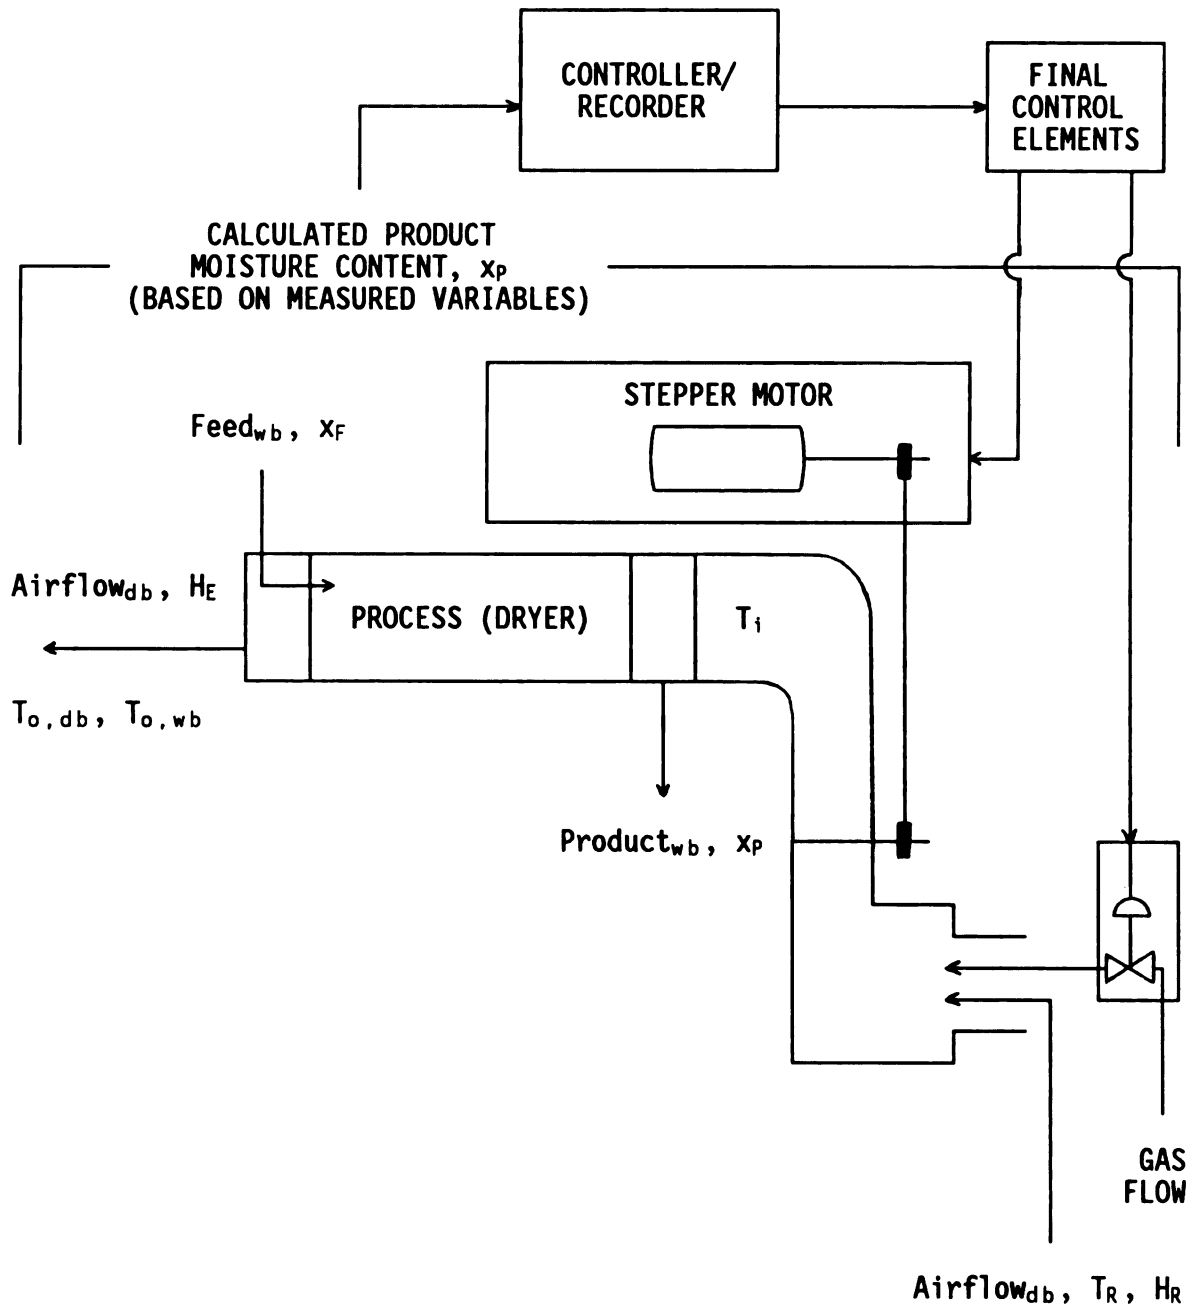 CONTROLLER/
RECORDER
FINAL
CONTROL
ELEMENTS
CALCULATED PRODUCT
MOISTURE CONTENT, xP
(BASED ON MEASURED VARIABLES)
STEPPER MOTOR
Feedwb, xF
Airflowdb, HE
PROCESS (DRYER)
Ti
To,db, To,wb
Productwb, xP
GAS
FLOW
Airflowdb, TR, HR